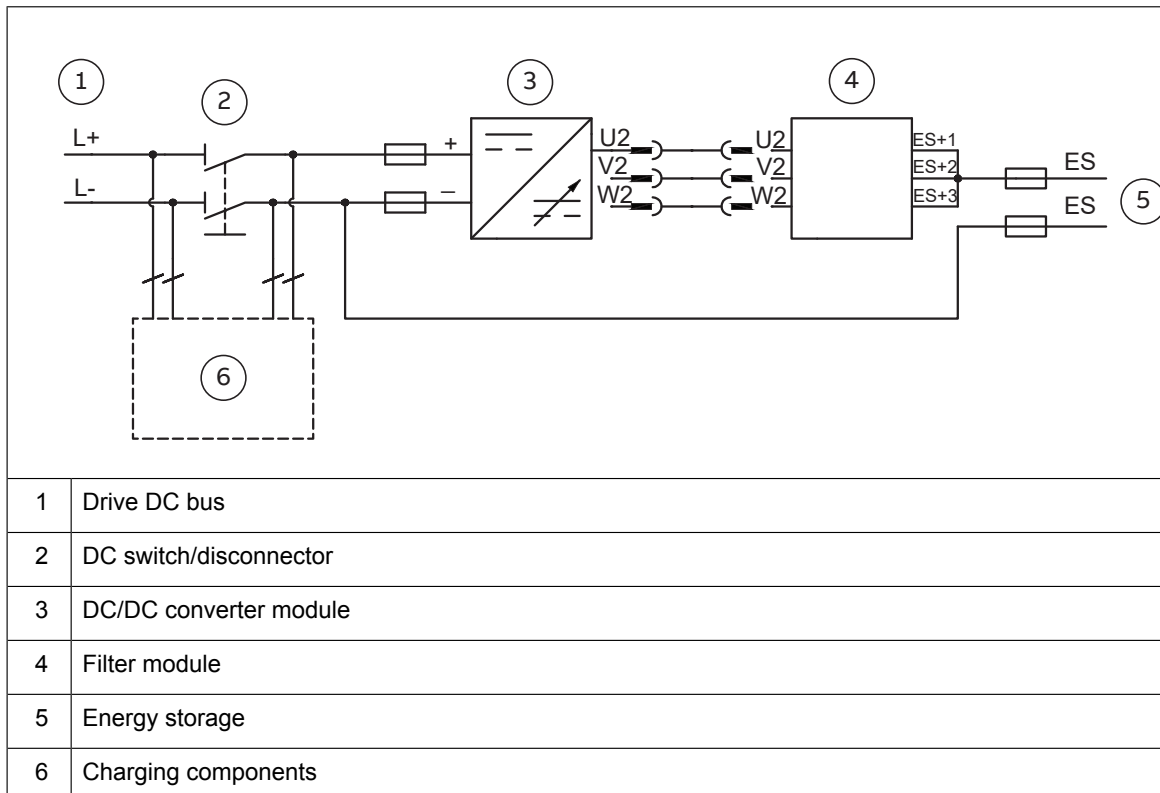 1
2
3
4
L+
L-
+
–
U2
V2
W2
U2
V2
W2
ES+1
ES+2
ES+3
ES
ES
5
6
1 Drive DC bus
2 DC switch/disconnector
3 DC/DC converter module
4 Filter module
5 Energy storage
6 Charging components